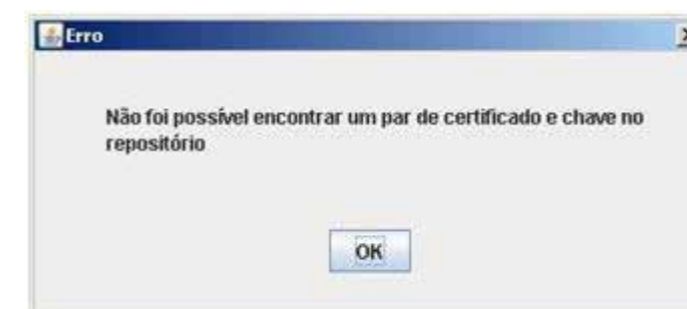 Erro
Não foi possível encontrar um par de certificado e chave no
repositório
OK